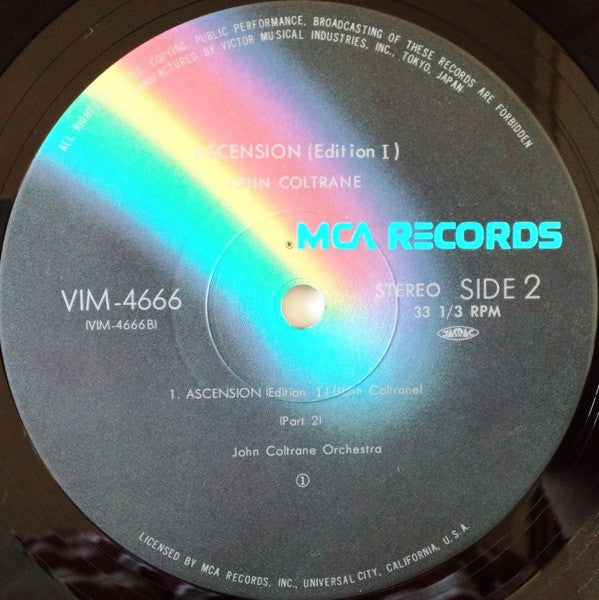 ALL RIGHTS COPYING, PUBLIC PERFORMANCE, BROADCASTING OF THESE RECORDS ARE FORBIDDEN
BY VICTOR MUSICAL INDUSTRIES, INC., TOKYO, JAPAN
ASCENSION (Edition I)
JOHN COLTRANE
® MCA RECORDS
VIM-4666
(VIM-4666B)
STEREO SIDE 2
33 1/3 RPM
JASRAC
1. ASCENSION (Edition I) (John Coltrane)
(Part 2)
John Coltrane Orchestra
①
LICENSED BY MCA RECORDS, INC., UNIVERSAL CITY, CALIFORNIA, U.S.A.